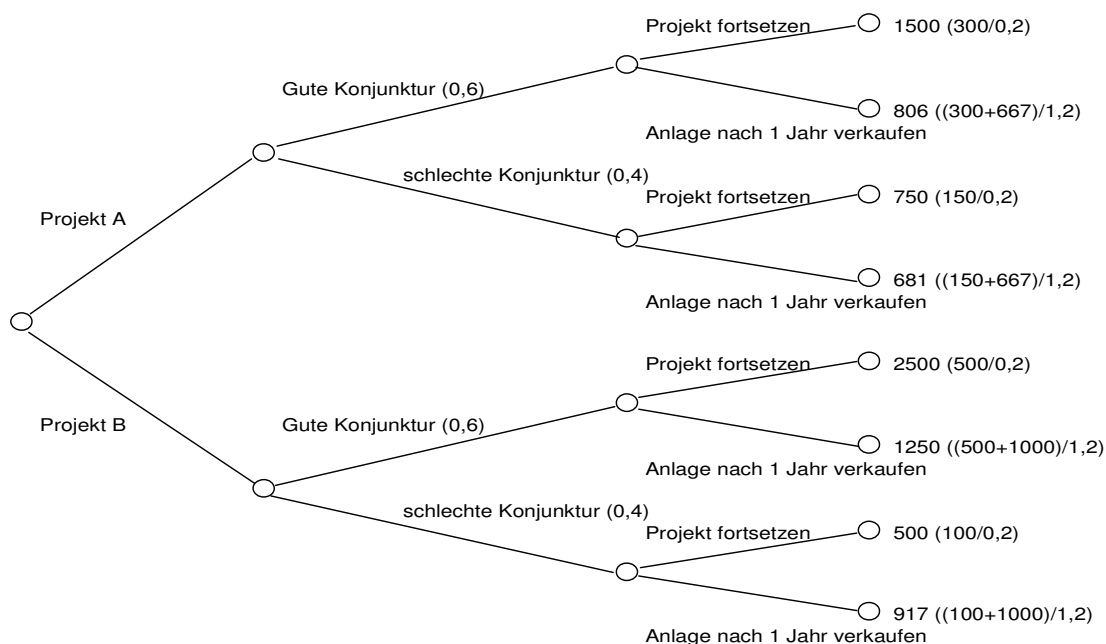 Projekt fortsetzen
1500 (300/0,2)
Gute Konjunktur (0,6)
806 ((300+667)/1,2)
Anlage nach 1 Jahr verkaufen
schlechte Konjunktur (0,4)
Projekt fortsetzen
750 (150/0,2)
Projekt A
681 ((150+667)/1,2)
Anlage nach 1 Jahr verkaufen
Projekt fortsetzen
2500 (500/0,2)
Projekt B
Gute Konjunktur (0,6)
1250 ((500+1000)/1,2)
Anlage nach 1 Jahr verkaufen
schlechte Konjunktur (0,4)
Projekt fortsetzen
500 (100/0,2)
917 ((100+1000)/1,2)
Anlage nach 1 Jahr verkaufen